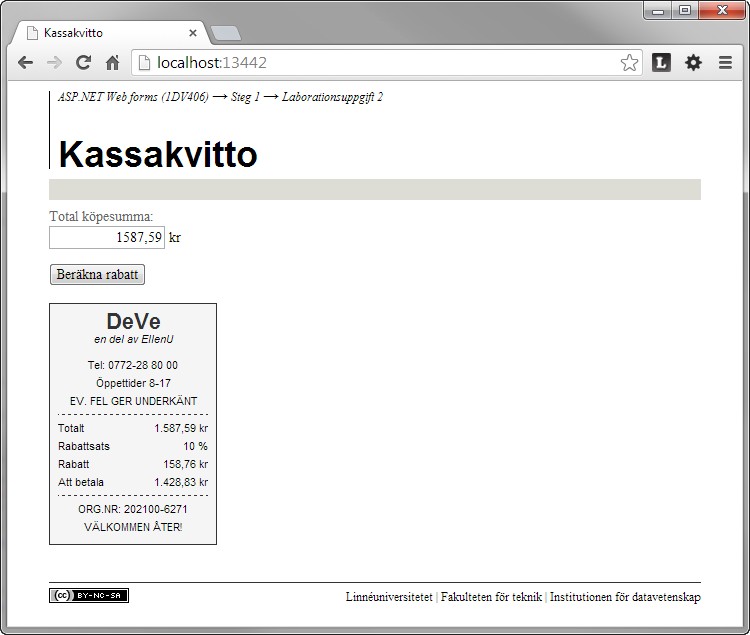 Kassakvitto
localhost:13442
L
ASP.NET Web forms (1DV406) → Steg 1 → Laborationsuppgift 2
Kassakvitto
Total köpesumma:
1587,59 kr
Beräkna rabatt
DeVe
en del av EllenU
Tel: 0772-28 80 00
Öppettider 8-17
EV. FEL GER UNDERKÄNT
Totalt 1.587,59 kr
Rabattsats 10 %
Rabatt 158,76 kr
Att betala 1.428,83 kr
ORG.NR: 202100-6271
VÄLKOMMEN ÅTER!
(cc) BY-NC-SA
Linnéuniversitetet | Fakulteten för teknik | Institutionen för datavetenskap